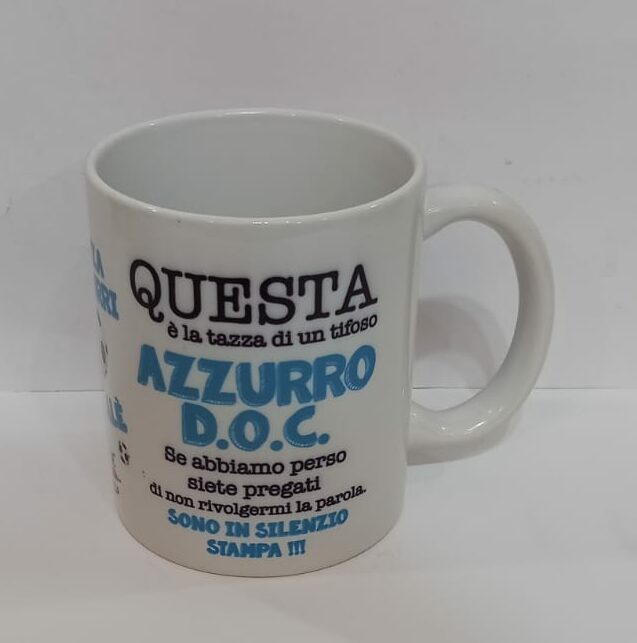 QUESTA
è la tazza di un tifoso
AZZURRO
D.O.C.
Se abbiamo perso
siete pregati
di non rivolgermi la parola.
SONO IN SILENZIO
STAMPA !!!